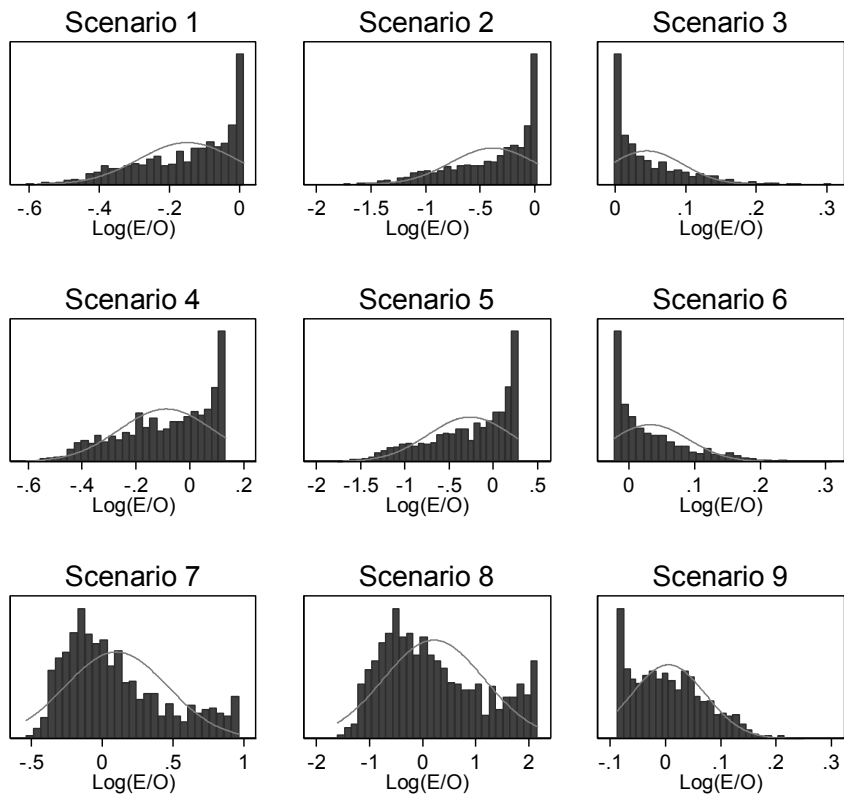 Scenario 1
Scenario 2
Scenario 3
-.6 -.4 -.2 0
-2 -1.5 -1 -.5 0
0 .1 .2 .3
Log(E/O)
Log(E/O)
Log(E/O)
Scenario 4
Scenario 5
Scenario 6
-.6 -.4 -.2 0 .2
-2 -1.5 -1 -.5 0 .5
0 .1 .2 .3
Log(E/O)
Log(E/O)
Log(E/O)
Scenario 7
Scenario 8
Scenario 9
-.5 0 .5 1
-2 -1 0 1 2
-.1 0 .1 .2 .3
Log(E/O)
Log(E/O)
Log(E/O)